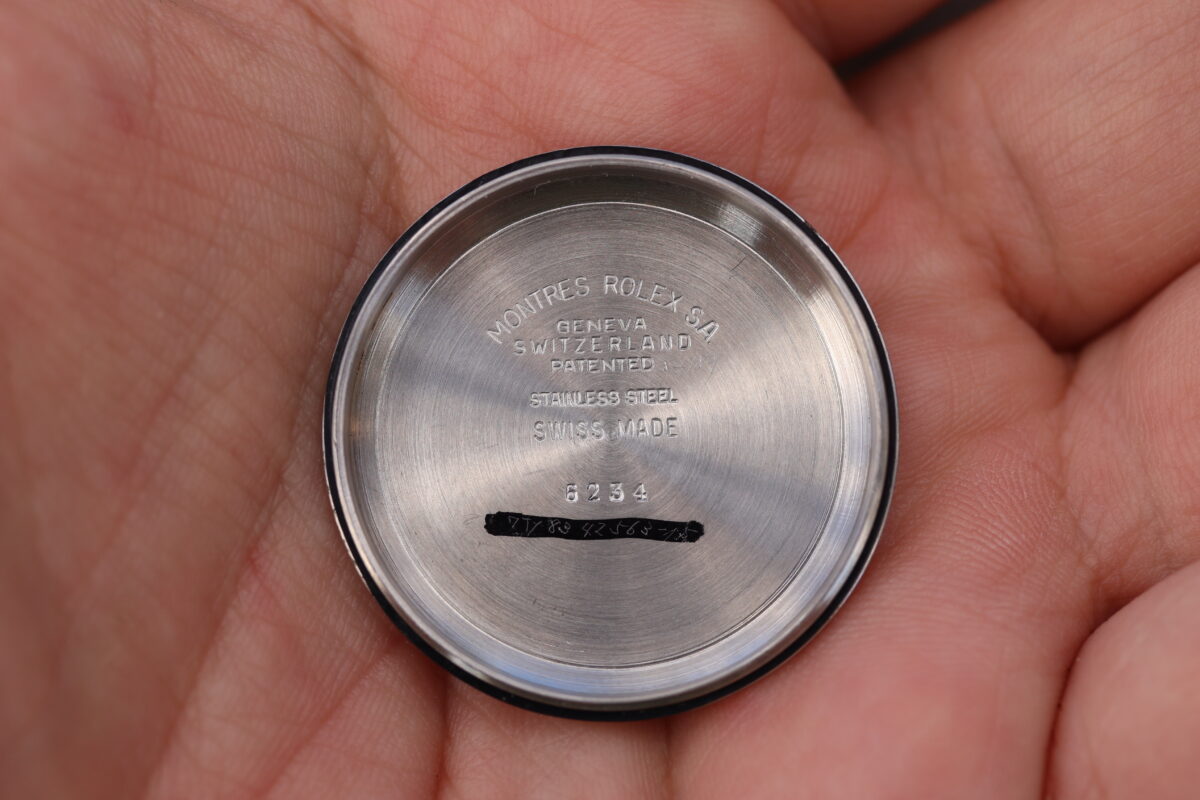 MONTRES ROLEX SA
GENEVA
SWITZERLAND
PATENTED
STAINLESS STEEL
SWISS MADE
6234